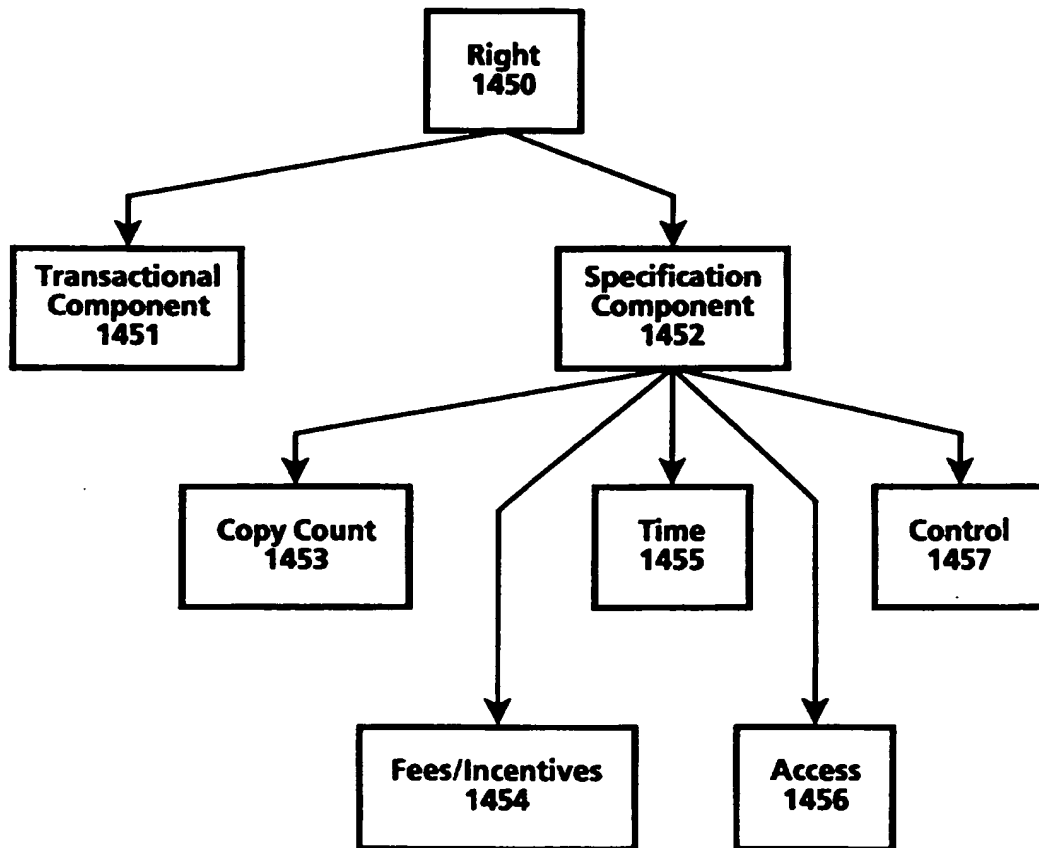 Right
1450
Transactional
Component
1451
Specification
Component
1452
Copy Count
1453
Time
1455
Control
1457
Fees/Incentives
1454
Access
1456